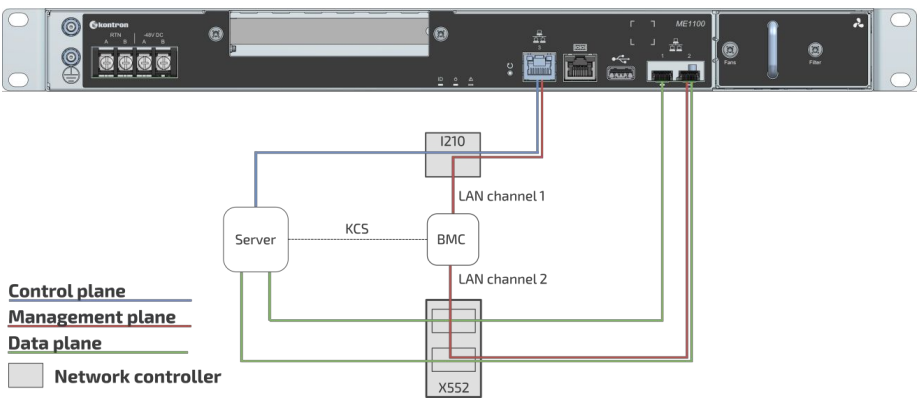 kontron
ME1100
RTN
-48V DC
A B A B
3
1 2
Fans
Filter
I210
LAN channel 1
Server
KCS
BMC
LAN channel 2
Control plane
Management plane
Data plane
Network controller
X552